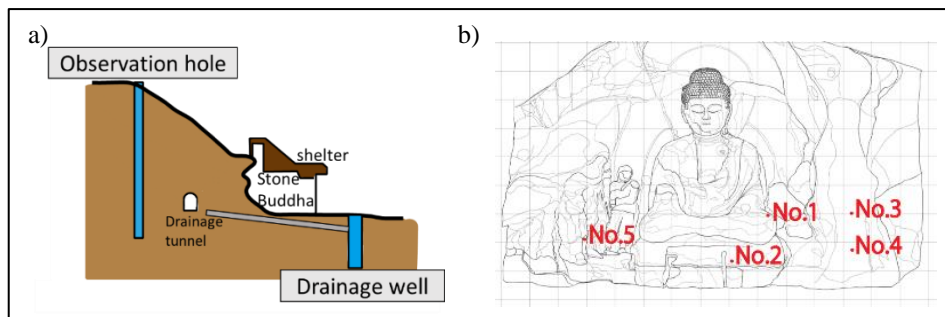 a)
Observation hole
shelter
Stone
Buddha
Drainage
tunnel
Drainage well
b)
No.1
No.3
No.5
No.2
No.4